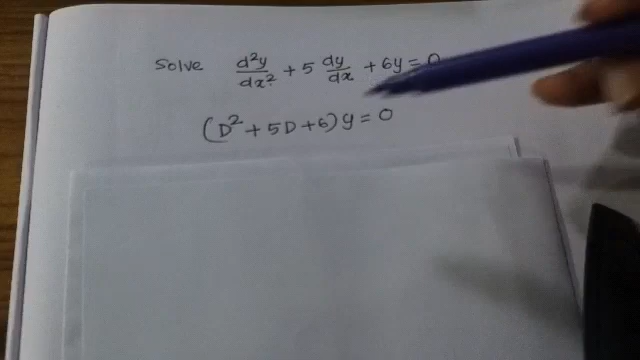 Solve d²y/dx² + 5 dy/dx + 6y = 0
(D² + 5D + 6)y = 0